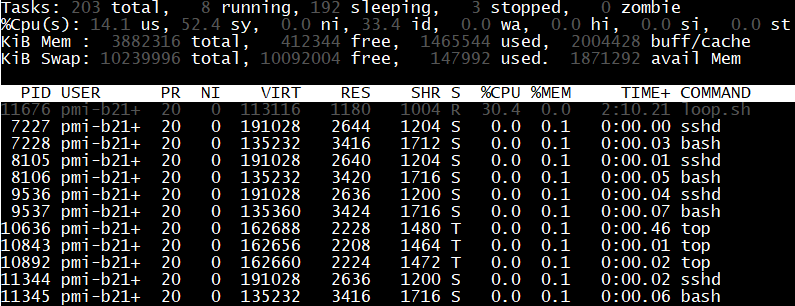 Tasks: 203 total,   8 running, 192 sleeping,   3 stopped,   0 zombie
%Cpu(s): 14.1 us, 52.4 sy,  0.0 ni, 33.4 id,  0.0 wa,  0.0 hi,  0.0 si,  0.0 st
KiB Mem :  3882316 total,   412344 free,  1465544 used,  2004428 buff/cache
KiB Swap: 10239996 total, 10092004 free,   147992 used.  1871292 avail Mem
PID USER      PR  NI    VIRT    RES    SHR S  %CPU %MEM     TIME+ COMMAND
11676 pmi-b21+  20   0  113116   1180   1004 R  30.4  0.0   2:10.21 loop.sh
7227 pmi-b21+  20   0  191028   2644   1204 S   0.0  0.1   0:00.00 sshd
7228 pmi-b21+  20   0  135232   3416   1712 S   0.0  0.1   0:00.03 bash
8105 pmi-b21+  20   0  191028   2640   1204 S   0.0  0.1   0:00.01 sshd
8106 pmi-b21+  20   0  135232   3420   1716 S   0.0  0.1   0:00.05 bash
9536 pmi-b21+  20   0  191028   2636   1200 S   0.0  0.1   0:00.04 sshd
9537 pmi-b21+  20   0  135360   3424   1716 S   0.0  0.1   0:00.07 bash
10636 pmi-b21+  20   0  162688   2228   1480 T   0.0  0.1   0:00.46 top
10843 pmi-b21+  20   0  162656   2208   1464 T   0.0  0.1   0:00.01 top
10892 pmi-b21+  20   0  162660   2224   1472 T   0.0  0.1   0:00.02 top
11344 pmi-b21+  20   0  191028   2636   1200 S   0.0  0.1   0:00.02 sshd
11345 pmi-b21+  20   0  135232   3416   1716 S   0.0  0.1   0:00.06 bash